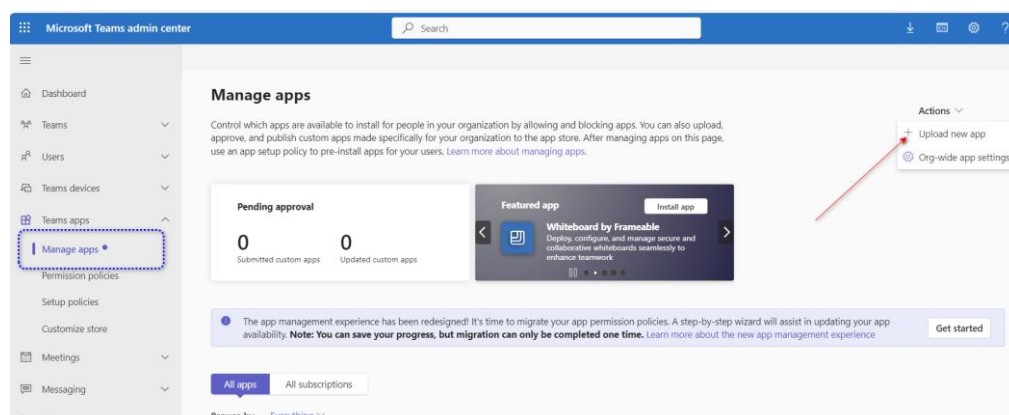 Microsoft Teams admin center
Search
?
Dashboard
Teams
Users
Teams devices
Teams apps
Manage apps
Permission policies
Setup policies
Customize store
Meetings
Messaging
Manage apps
Control which apps are available to install for people in your organization by allowing and blocking apps. You can also upload,
approve, and publish custom apps made specifically for your organization to the app store. After managing apps on this page,
use an app setup policy to pre-install apps for your users. Learn more about managing apps.
Actions
Upload new app
Org-wide app settings
Pending approval
0
Submitted custom apps
0
Updated custom apps
Featured app
Install app
Whiteboard by Frameable
Deploy, configure, and manage secure and
collaborative whiteboards seamlessly to
enhance teamwork
The app management experience has been redesigned! It's time to migrate your app permission policies. A step-by-step wizard will assist in updating your app
availability. Note: You can save your progress, but migration can only be completed one time. Learn more about the new app management experience
Get started
All apps
All subscriptions
Browse by Everything